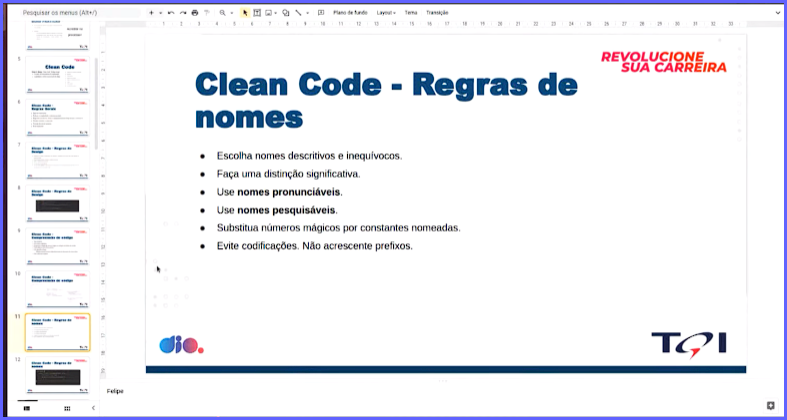 Pesquisar os menus (Alt+/)
Plano de fundo Layout Tema Transição
REVOLUCIONE
SUA CARREIRA
Clean Code - Regras de
nomes
● Escolha nomes descritivos e inequívocos.
● Faça uma distinção significativa.
● Use nomes pronunciáveis.
● Use nomes pesquisáveis.
● Substitua números mágicos por constantes nomeadas.
● Evite codificações. Não acrescente prefixos.
dio.
TQI
Felipe
5
Clean Code
6
Clean Code -
Regras Gerais
7
Clean Code - Regras de
8
Clean Code - Regras de
9
Clean Code -
Compreensão de código
10
Clean Code -
Compreensão de código
11
Clean Code - Regras de
nomes
12
Clean Code - Regras de